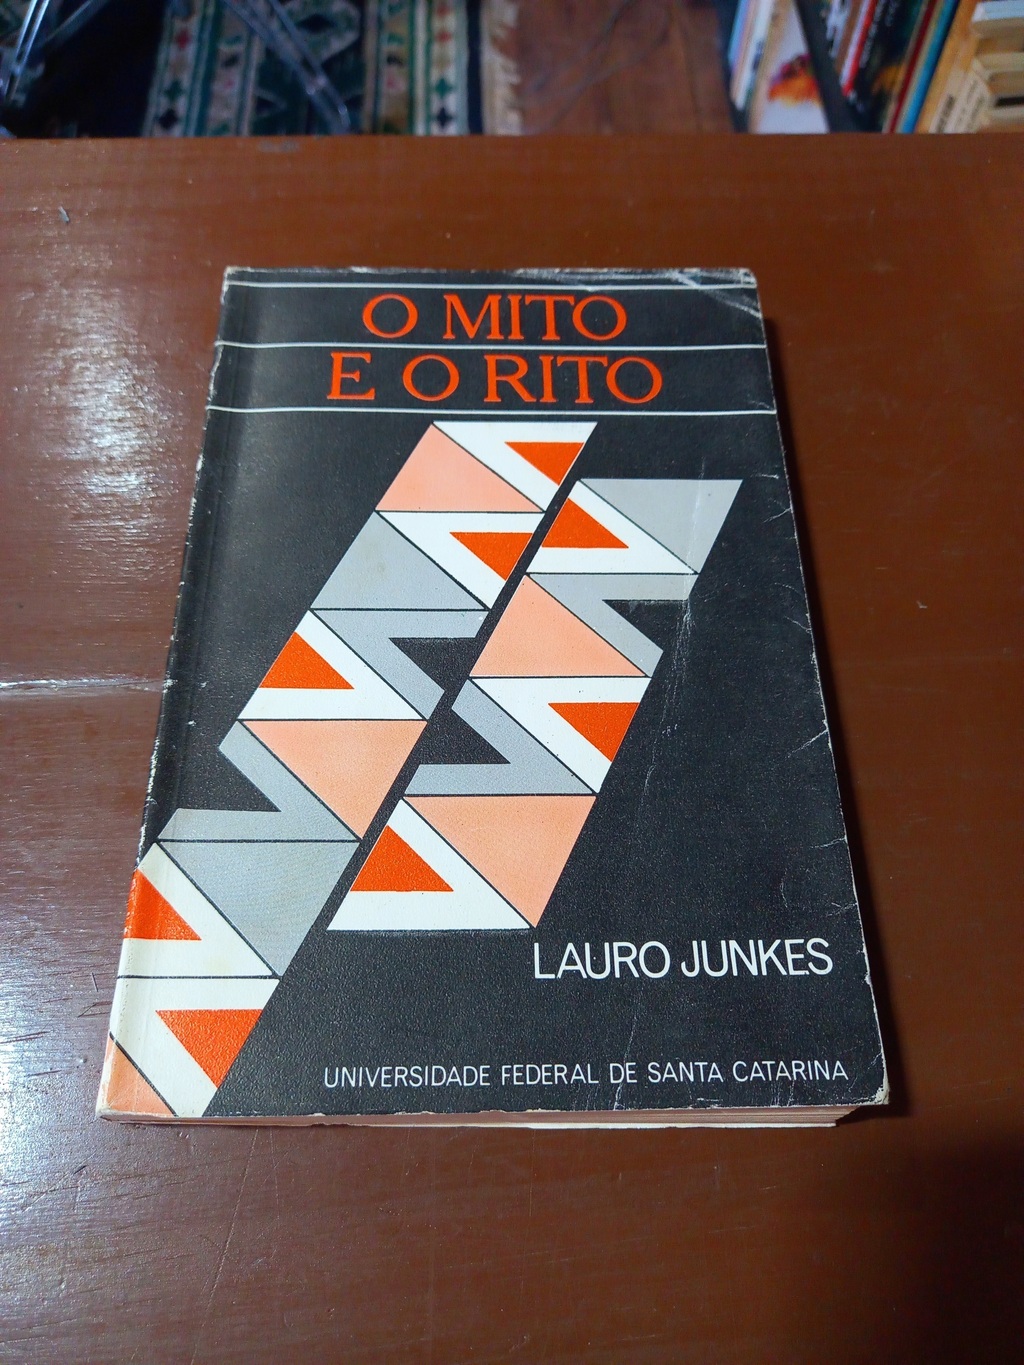 O MITO
E O RITO
LAURO JUNKES
UNIVERSIDADE FEDERAL DE SANTA CATARINA